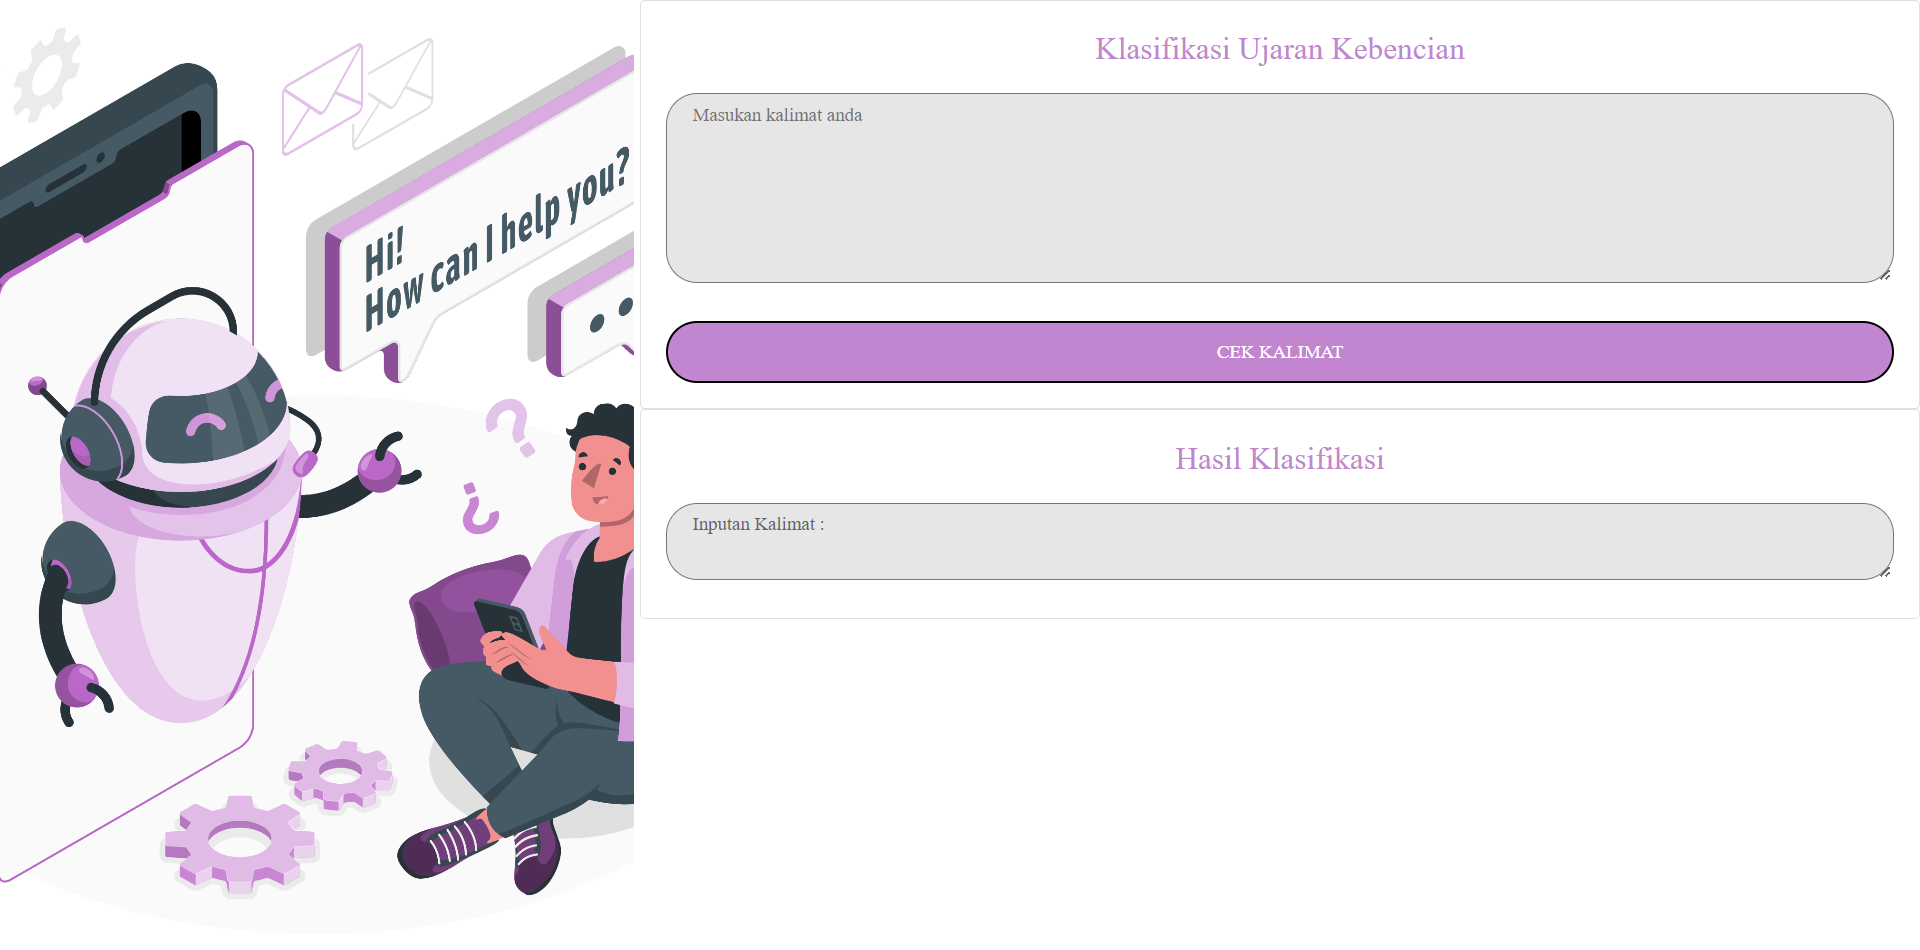 Hi!
How can I help you?
Klasifikasi Ujaran Kebencian
Masukan kalimat anda
CEK KALIMAT
Hasil Klasifikasi
Inputan Kalimat :